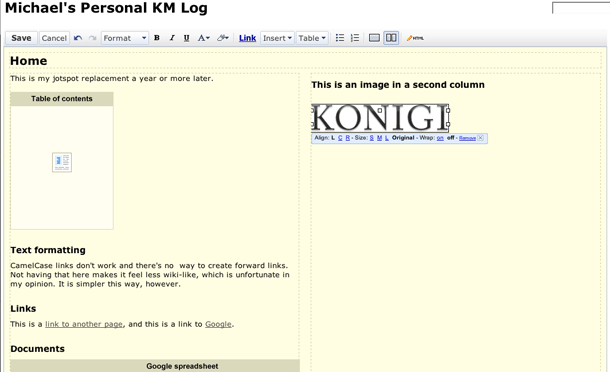 Michael's Personal KM Log
Save Cancel Format B I U A Link Insert Table HTML
Home
This is my jotspot replacement a year or more later.
Table of contents
Text formatting
CamelCase links don't work and there's no way to create forward links.
Not having that here makes it feel less wiki-like, which is unfortunate in
my opinion. It is simpler this way, however.
Links
This is a link to another page, and this is a link to Google.
Documents
Google spreadsheet
This is an image in a second column
KONIGI
Align: L C R - Size: S M L Original - Wrap: on off - Remove